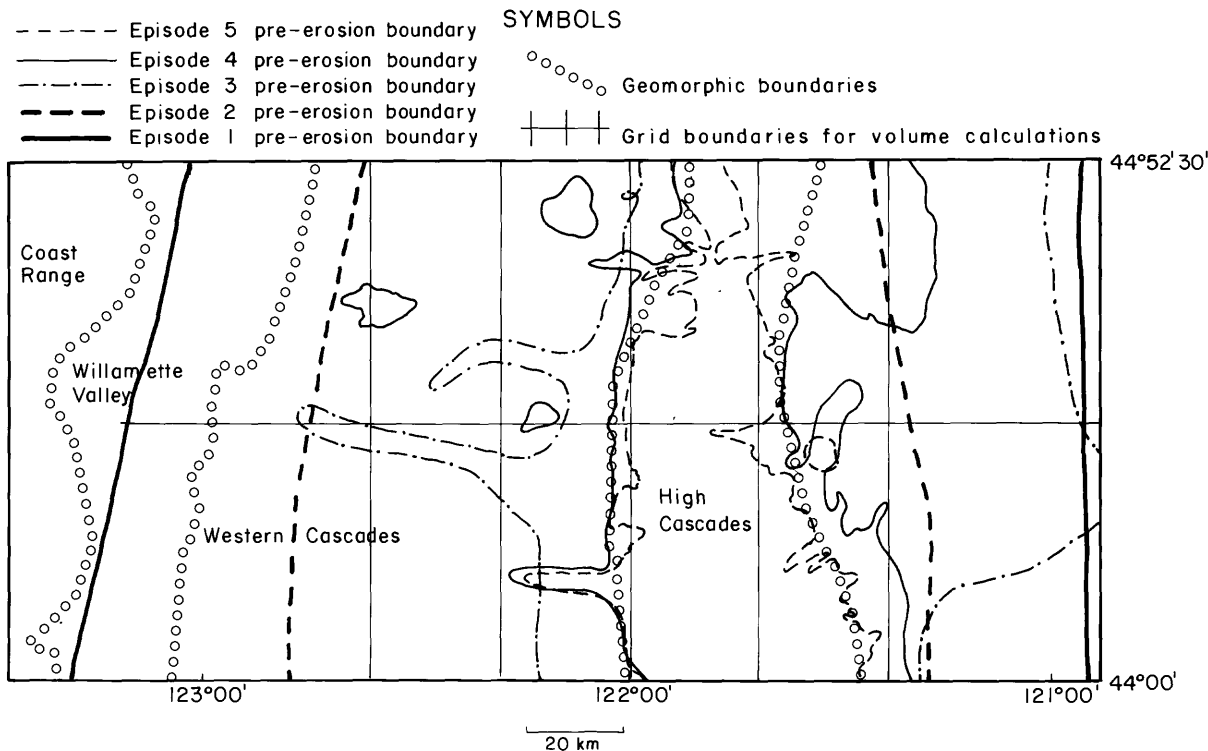 SYMBOLS
Episode 5 pre-erosion boundary
Episode 4 pre-erosion boundary
Episode 3 pre-erosion boundary
Episode 2 pre-erosion boundary
Episode 1 pre-erosion boundary
Geomorphic boundaries
Grid boundaries for volume calculations
44°52'30"
Coast
Range
Willamette
Valley
Western Cascades
High
Cascades
44°00'
123°00'
122°00'
121°00'
20 km